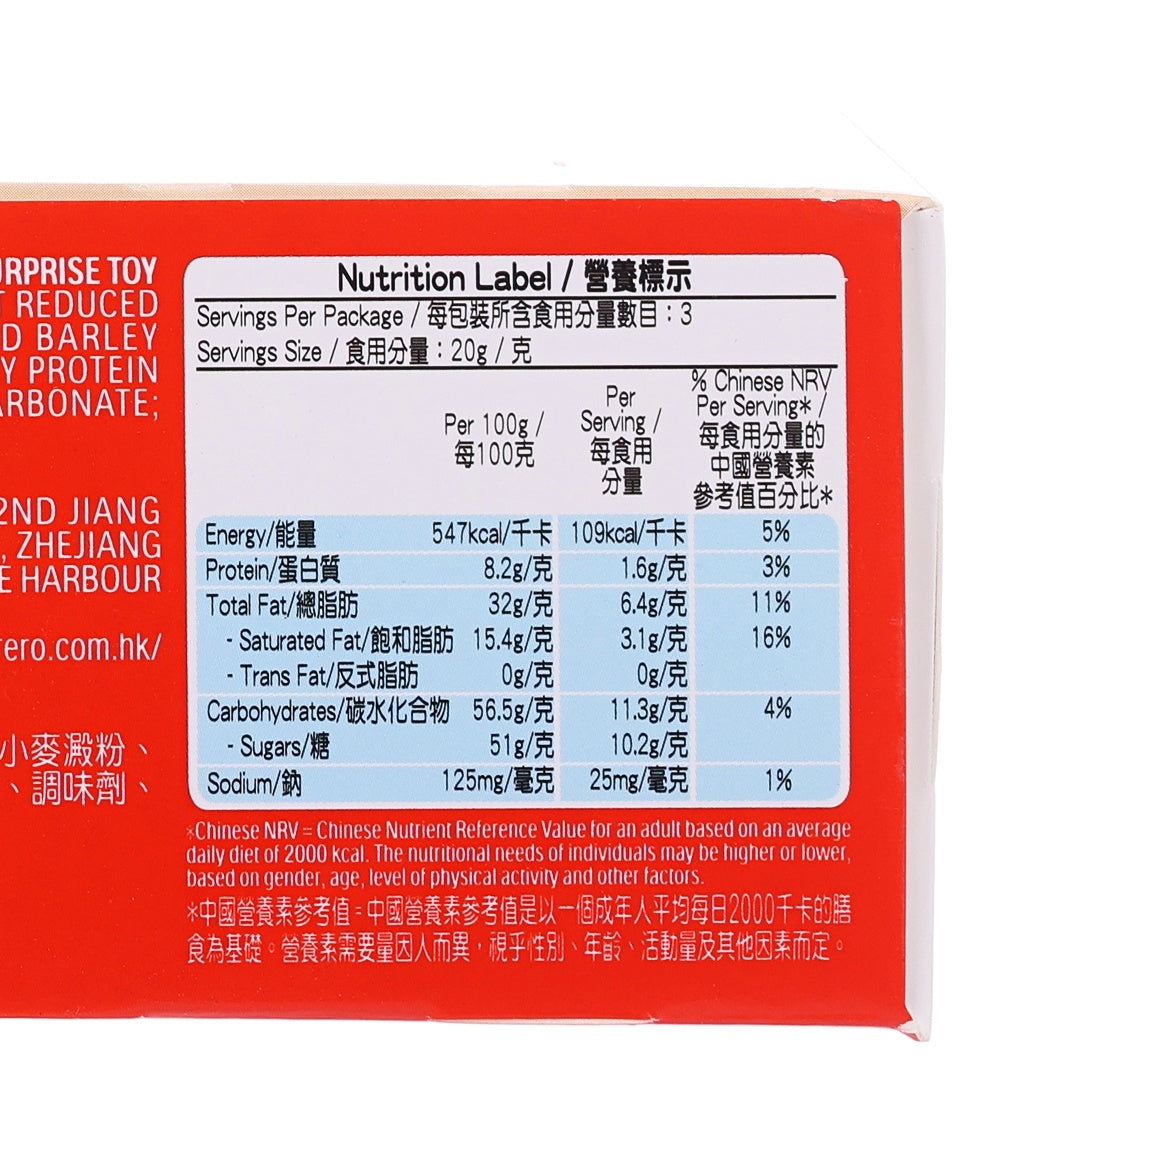 URPRISE TOY
T REDUCED
D BARLEY
Y PROTEIN
ARBONATE;
2ND JIANG
, ZHEJIANG
E HARBOUR
rero.com.hk/
小麥澱粉、
、調味劑、
Nutrition Label / 營養標示
Servings Per Package / 每包裝所含食用分量數目：3
Servings Size / 食用分量：20g / 克
Per 100g /
每100克
Per
Serving /
每食用
分量
% Chinese NRV
Per Serving* /
每食用分量的
中國營養素
參考值百分比*
Energy/能量 547kcal/千卡 109kcal/千卡 5%
Protein/蛋白質 8.2g/克 1.6g/克 3%
Total Fat/總脂肪 32g/克 6.4g/克 11%
- Saturated Fat/飽和脂肪 15.4g/克 3.1g/克 16%
- Trans Fat/反式脂肪 0g/克 0g/克
Carbohydrates/碳水化合物 56.5g/克 11.3g/克 4%
- Sugars/糖 51g/克 10.2g/克
Sodium/鈉 125mg/毫克 25mg/毫克 1%
*Chinese NRV = Chinese Nutrient Reference Value for an adult based on an average
daily diet of 2000 kcal. The nutritional needs of individuals may be higher or lower,
based on gender, age, level of physical activity and other factors.
*中國營養素參考值 = 中國營養素參考值是以一個成年人平均每日2000千卡的膳
食為基礎。營養素需要量因人而異，視乎性別、年齡、活動量及其他因素而定。